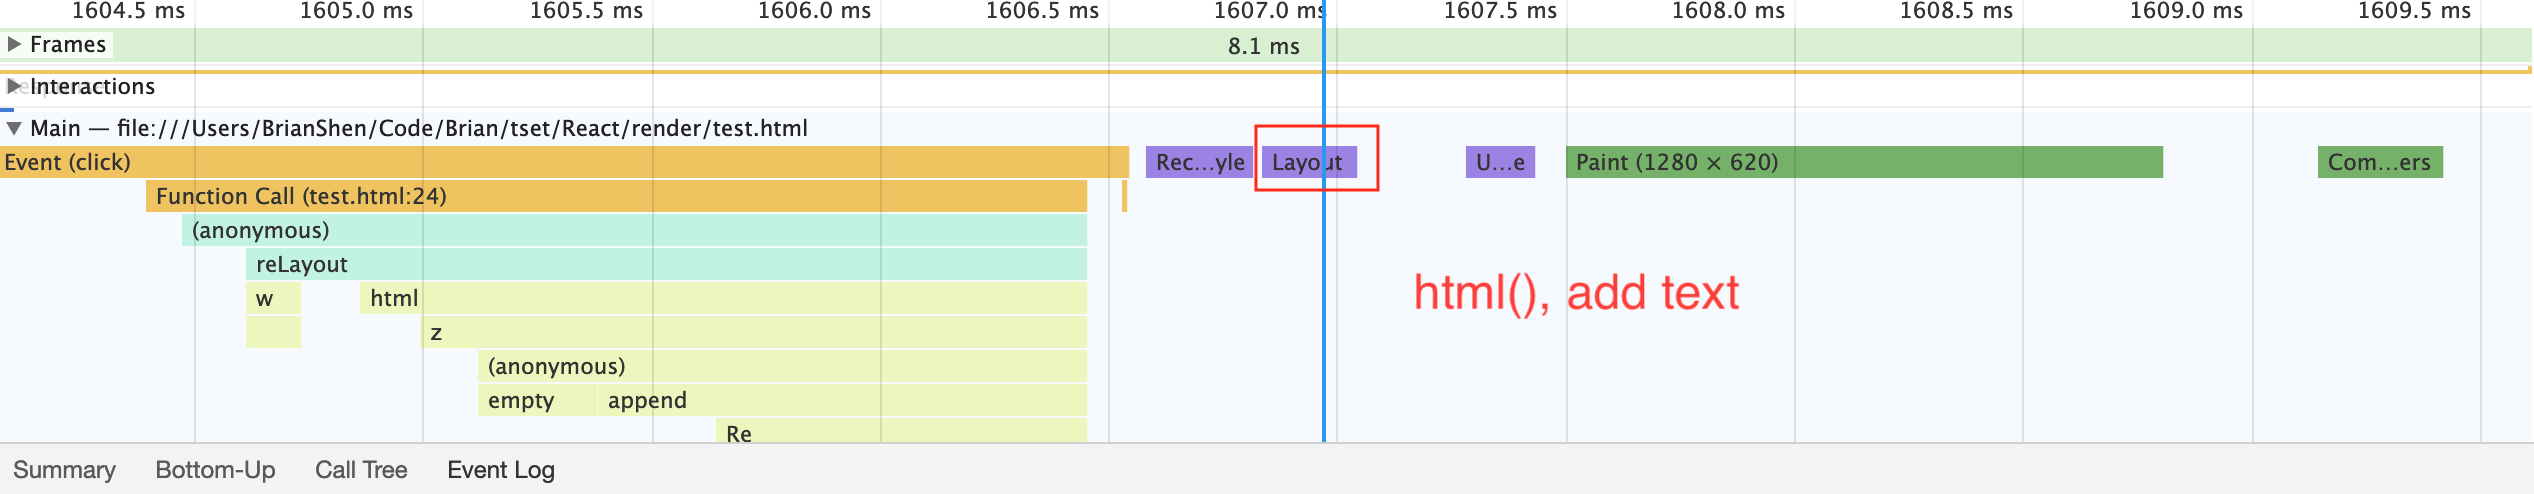 1604.5 ms 1605.0 ms 1605.5 ms 1606.0 ms 1606.5 ms 1607.0 ms 1607.5 ms 1608.0 ms 1608.5 ms 1609.0 ms 1609.5 ms
Frames 8.1 ms
Interactions
Main — file:///Users/BrianShen/Code/Brian/tset/React/render/test.html
Event (click) Rec…yle Layout U…e Paint (1280 × 620) Com…ers
Function Call (test.html:24)
(anonymous)
reLayout
w html
html(), add text
z
(anonymous)
empty append
Re
Summary Bottom-Up Call Tree Event Log